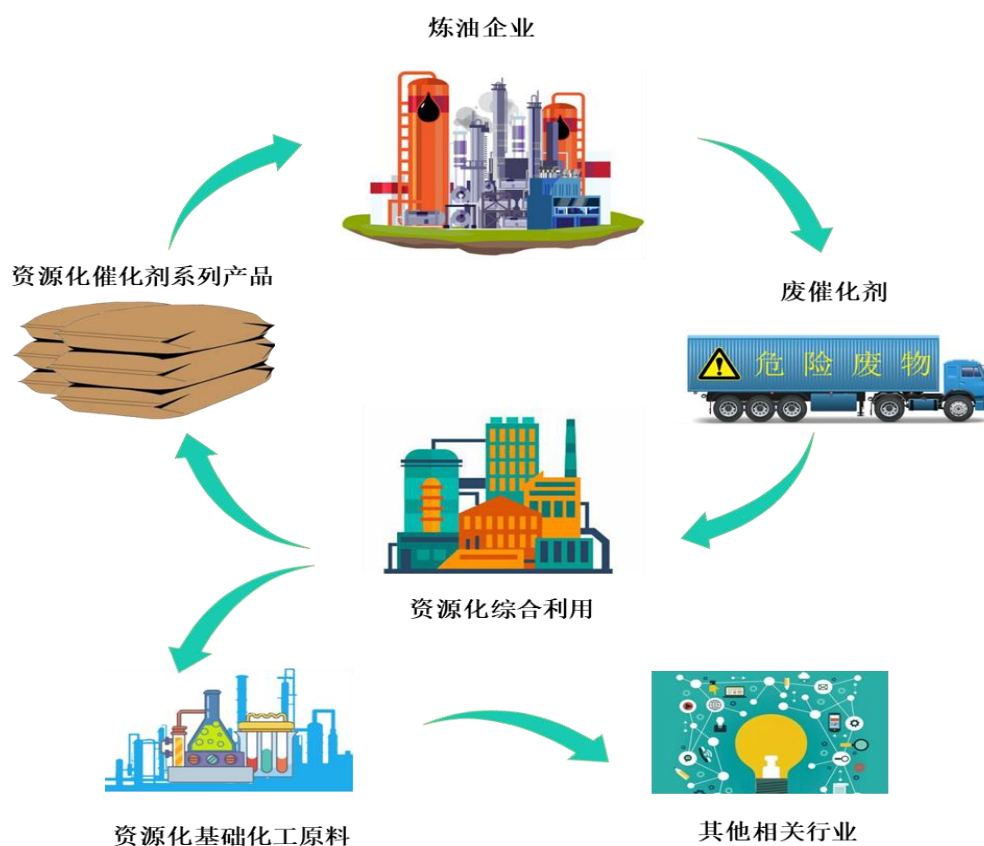 炼油企业
资源化催化剂系列产品
废催化剂
危险废物
资源化综合利用
资源化基础化工原料
其他相关行业